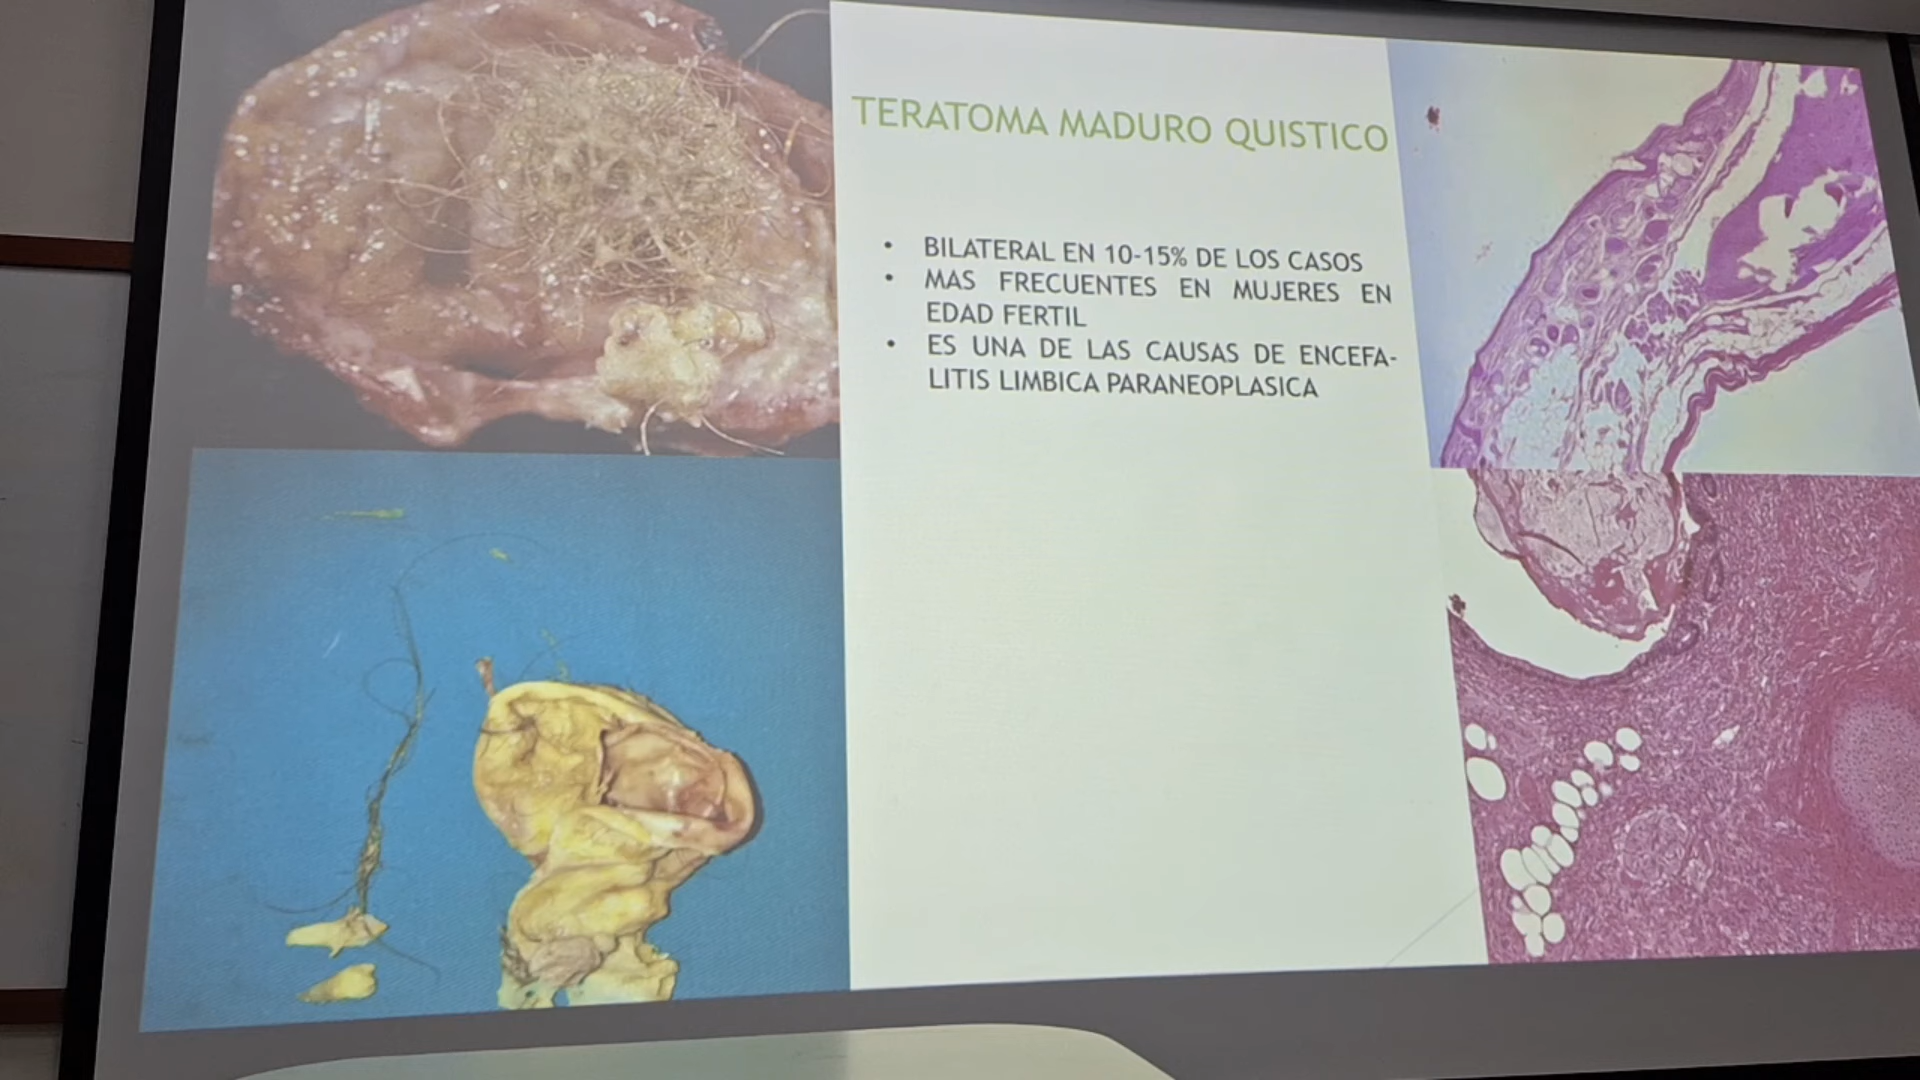 TERATOMA MADURO QUISTICO
• BILATERAL EN 10-15% DE LOS CASOS
• MAS FRECUENTES EN MUJERES EN
EDAD FERTIL
• ES UNA DE LAS CAUSAS DE ENCEFA-
LITIS LIMBICA PARANEOPLASICA